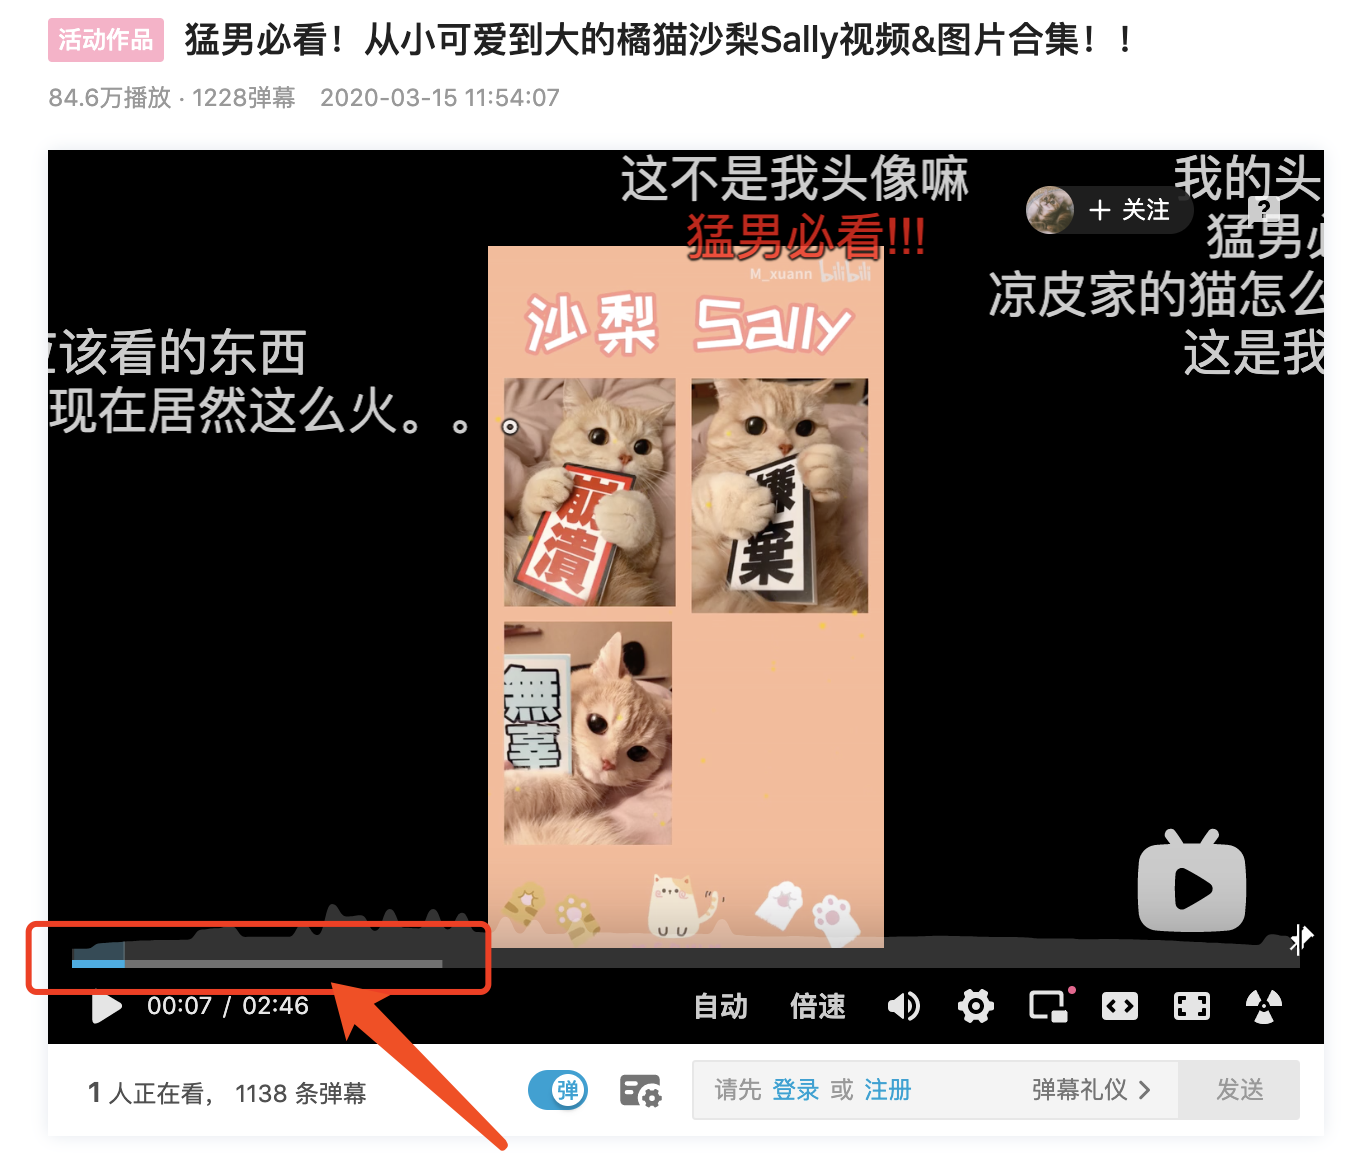 活动作品 猛男必看！从小可爱到大的橘猫沙梨Sally视频&图片合集！！
84.6万播放 · 1228弹幕 2020-03-15 11:54:07
这不是我头像嘛
我的头
+ 关注
?
猛男必看!!!
猛男必
M_xuann bilibili
凉皮家的猫怎么
沙梨 Sally
该看的东西
这是我
现在居然这么火。。
崩潰
嫌棄
無辜
00:07 / 02:46
自动 倍速
1 人正在看， 1138 条弹幕
弹
请先 登录 或 注册
弹幕礼仪 >
发送